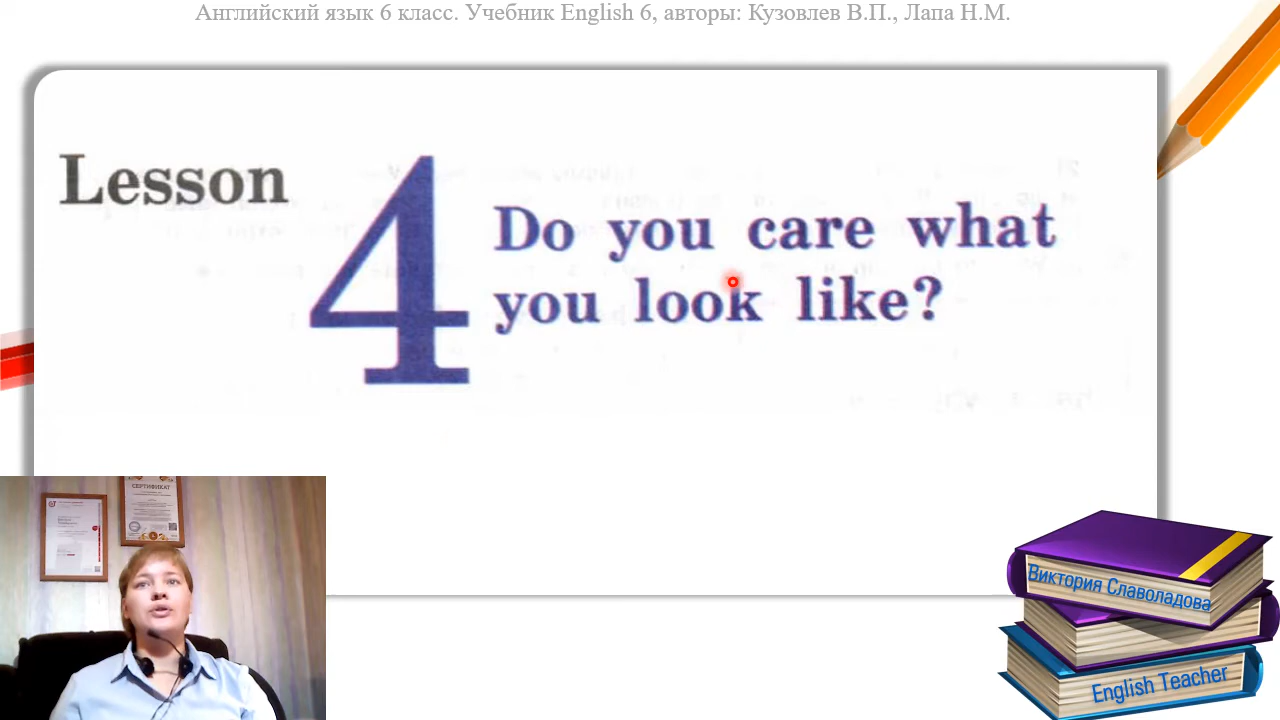 Английский язык 6 класс. Учебник English 6, авторы: Кузовлев В.П., Лапа Н.М.
Lesson
4
Do you care what
you look like?
СЕРТИФИКАТ
Виктория Славоладова
English Teacher